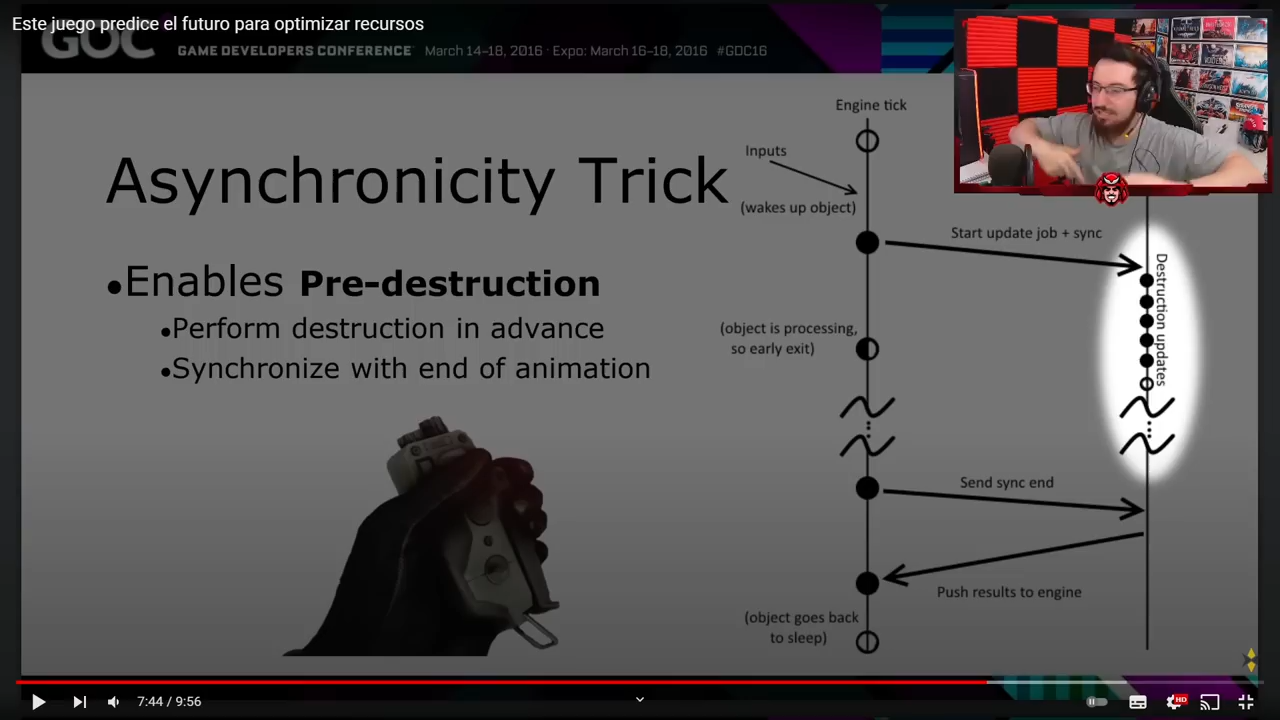 Este juego predice el futuro para optimizar recursos
GDC GAME DEVELOPERS CONFERENCE March 14–18, 2016 · Expo: March 16–18, 2016 #GDC16
Engine tick
Asynchronicity Trick
Inputs
(wakes up object)
Start update job + sync
•Enables Pre-destruction
•Perform destruction in advance
•Synchronize with end of animation
(object is processing,
so early exit)
Destruction updates
Send sync end
Push results to engine
(object goes back
to sleep)
7:44 / 9:56
HD